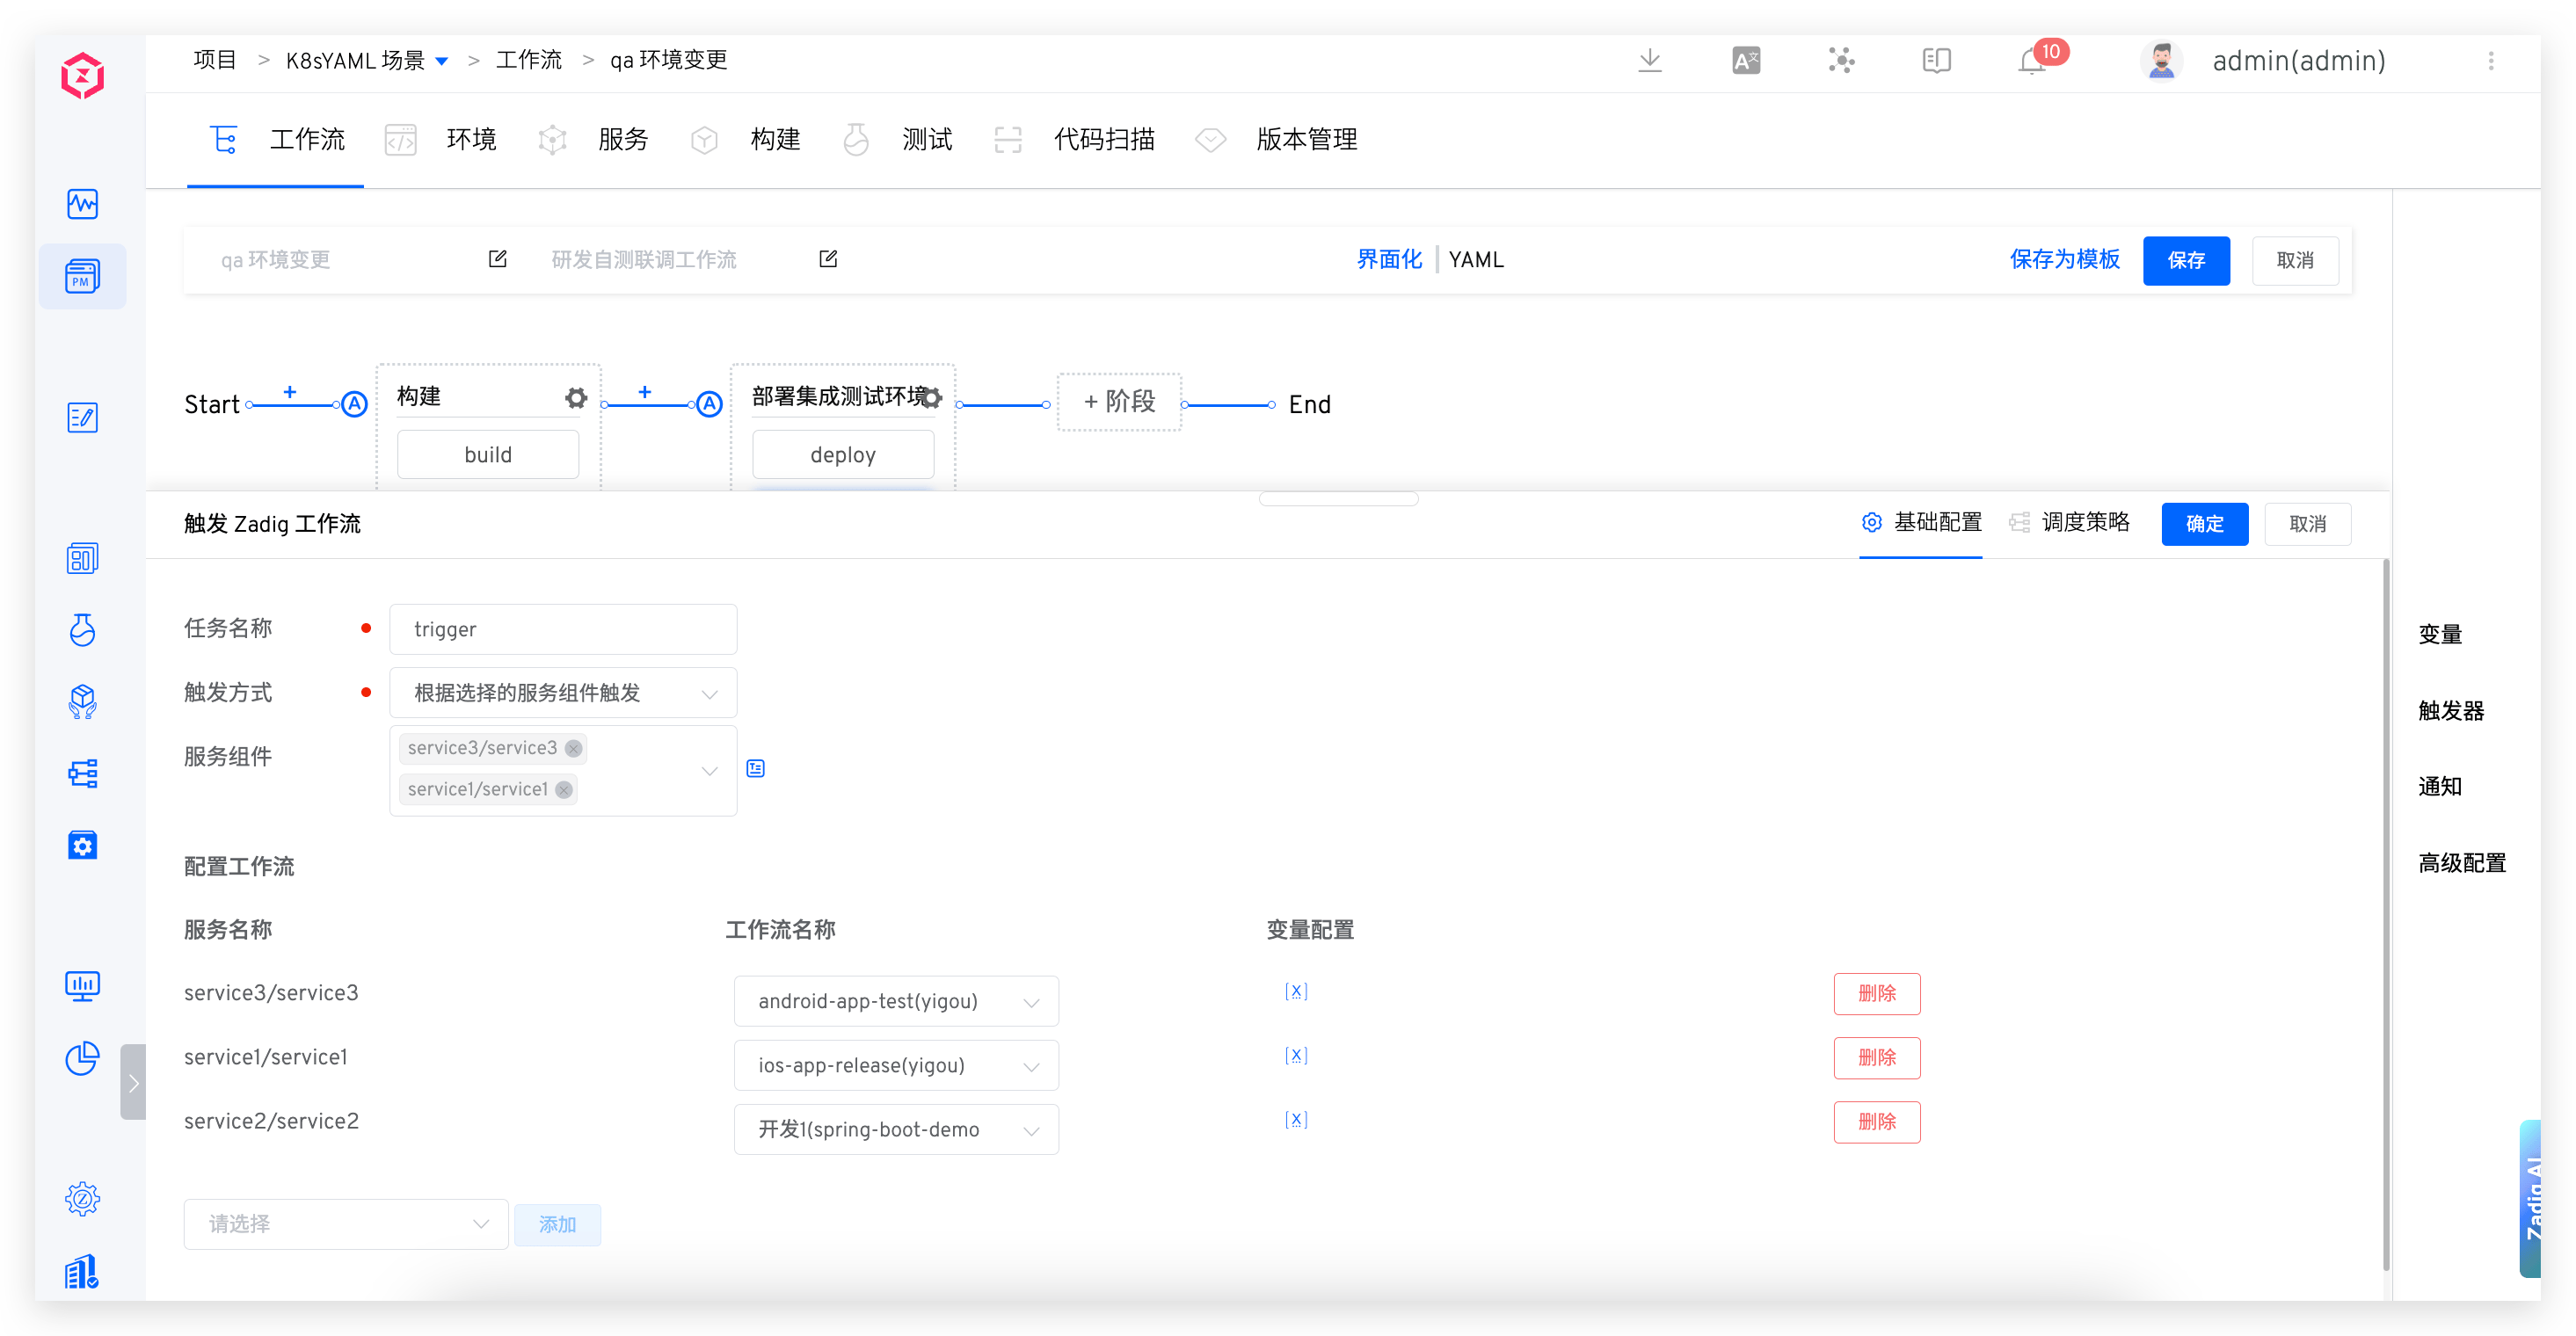 项目 > K8sYAML 场景 > 工作流 > qa 环境变更
10
admin(admin)
工作流 环境 服务 构建 测试 代码扫描 版本管理
PM
qa 环境变更 研发自测联调工作流 界面化 YAML 保存为模板 保存 取消
Start + A 构建 + A 部署集成测试环境 + 阶段 End
build deploy
触发 Zadig 工作流 基础配置 调度策略 确定 取消
任务名称 trigger
触发方式 根据选择的服务组件触发
服务组件 service3/service3
service1/service1
变量
触发器
通知
高级配置
配置工作流
服务名称 工作流名称 变量配置
service3/service3 android-app-test(yigou) [x] 删除
service1/service1 ios-app-release(yigou) [x] 删除
service2/service2 开发1(spring-boot-demo [x] 删除
请选择 添加
Zadig AI